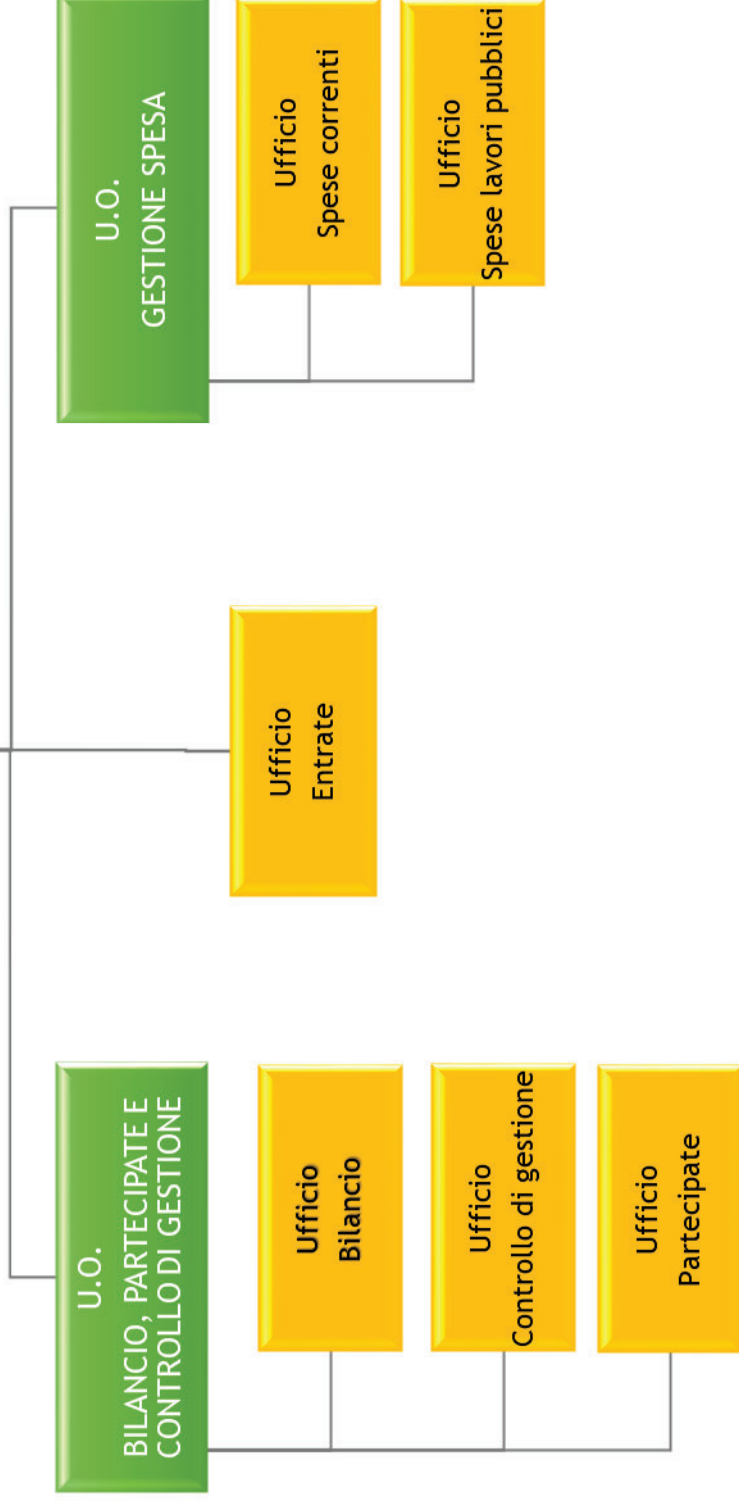 U.O.
BILANCIO, PARTECIPATE E
CONTROLLO DI GESTIONE
Ufficio
Bilancio
Ufficio
Controllo di gestione
Ufficio
Partecipate
Ufficio
Entrate
U.O.
GESTIONE SPESA
Ufficio
Spese correnti
Ufficio
Spese lavori pubblici